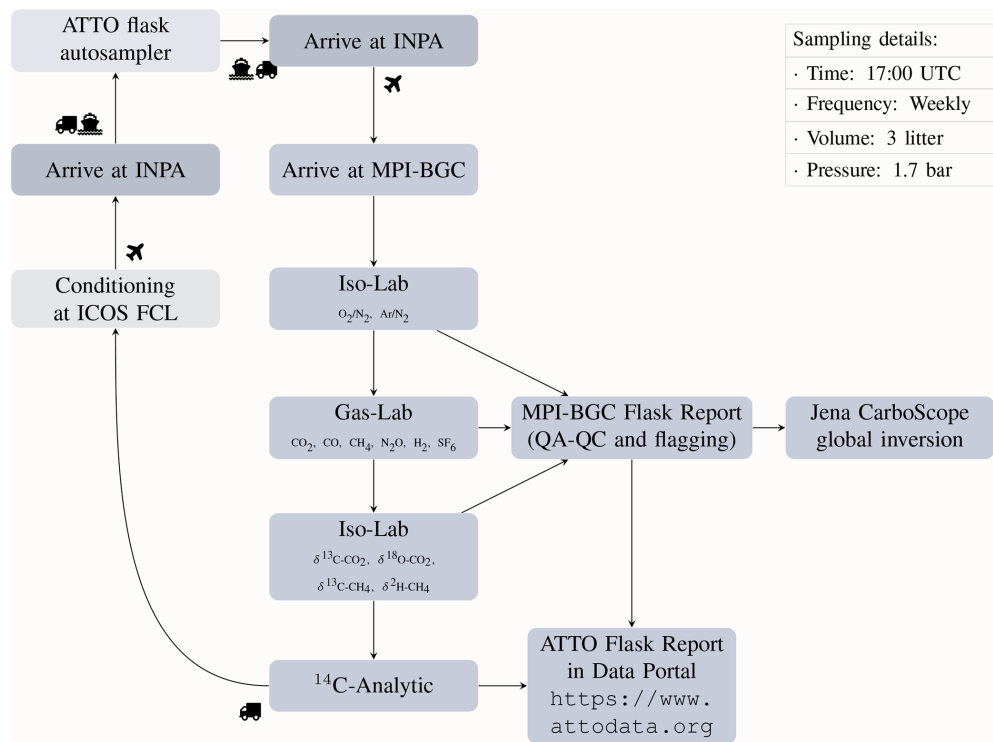 ATTO flask
autosampler
Arrive at INPA
Sampling details:
· Time: 17:00 UTC
· Frequency: Weekly
· Volume: 3 litter
· Pressure: 1.7 bar
Arrive at INPA
Arrive at MPI-BGC
Conditioning
at ICOS FCL
Iso-Lab
O₂/N₂, Ar/N₂
Gas-Lab
CO₂, CO, CH₄, N₂O, H₂, SF₆
MPI-BGC Flask Report
(QA-QC and flagging)
Jena CarboScope
global inversion
Iso-Lab
δ¹³C-CO₂, δ¹⁸O-CO₂,
δ¹³C-CH₄, δ²H-CH₄
¹⁴C-Analytic
ATTO Flask Report
in Data Portal
https://www.
attodata.org